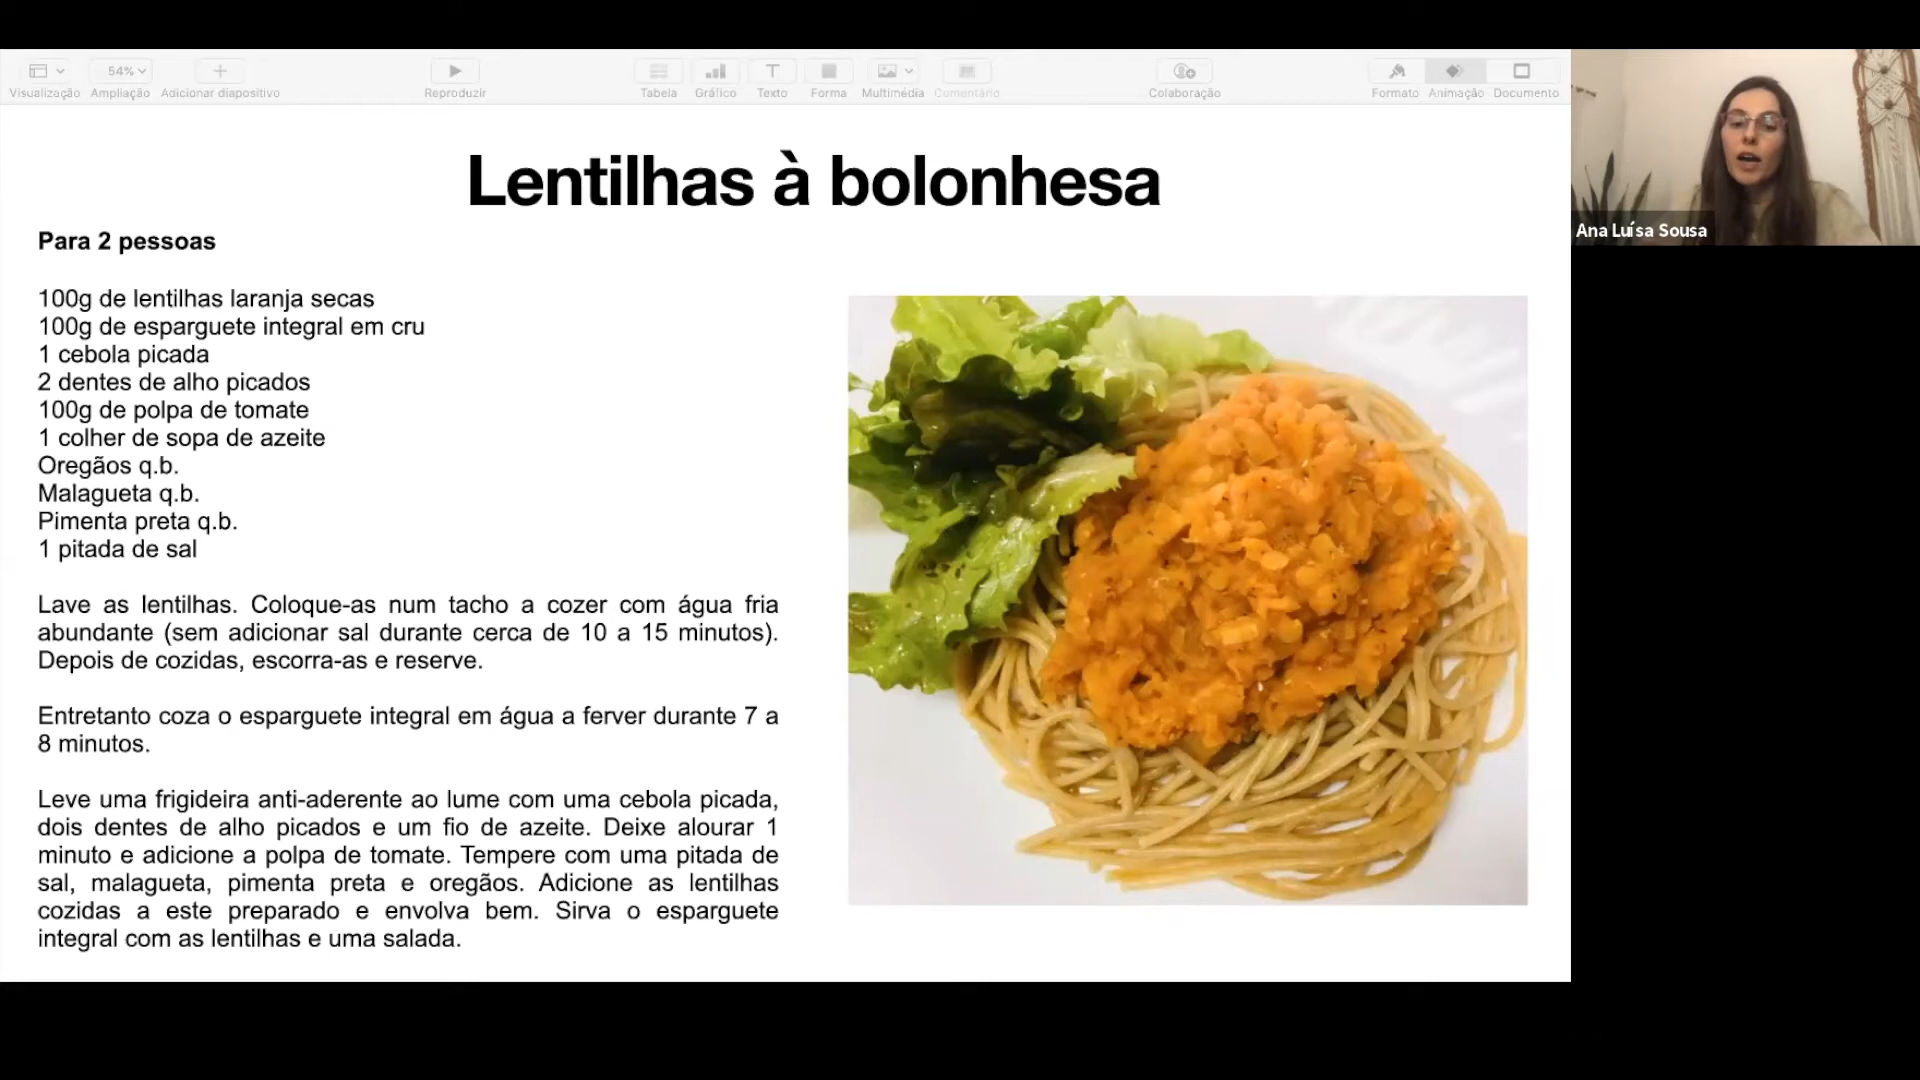 Visualização
54%
Ampliação
Adicionar diapositivo
Reproduzir
Tabela
Gráfico
Texto
Forma
Multimédia
Comentário
Colaboração
Formato
Animação
Documento
Ana Luísa Sousa
Lentilhas à bolonhesa
Para 2 pessoas
100g de lentilhas laranja secas
100g de esparguete integral em cru
1 cebola picada
2 dentes de alho picados
100g de polpa de tomate
1 colher de sopa de azeite
Oregãos q.b.
Malagueta q.b.
Pimenta preta q.b.
1 pitada de sal
Lave as lentilhas. Coloque-as num tacho a cozer com água fria
abundante (sem adicionar sal durante cerca de 10 a 15 minutos).
Depois de cozidas, escorra-as e reserve.
Entretanto coza o esparguete integral em água a ferver durante 7 a
8 minutos.
Leve uma frigideira anti-aderente ao lume com uma cebola picada,
dois dentes de alho picados e um fio de azeite. Deixe alourar 1
minuto e adicione a polpa de tomate. Tempere com uma pitada de
sal, malagueta, pimenta preta e oregãos. Adicione as lentilhas
cozidas a este preparado e envolva bem. Sirva o esparguete
integral com as lentilhas e uma salada.